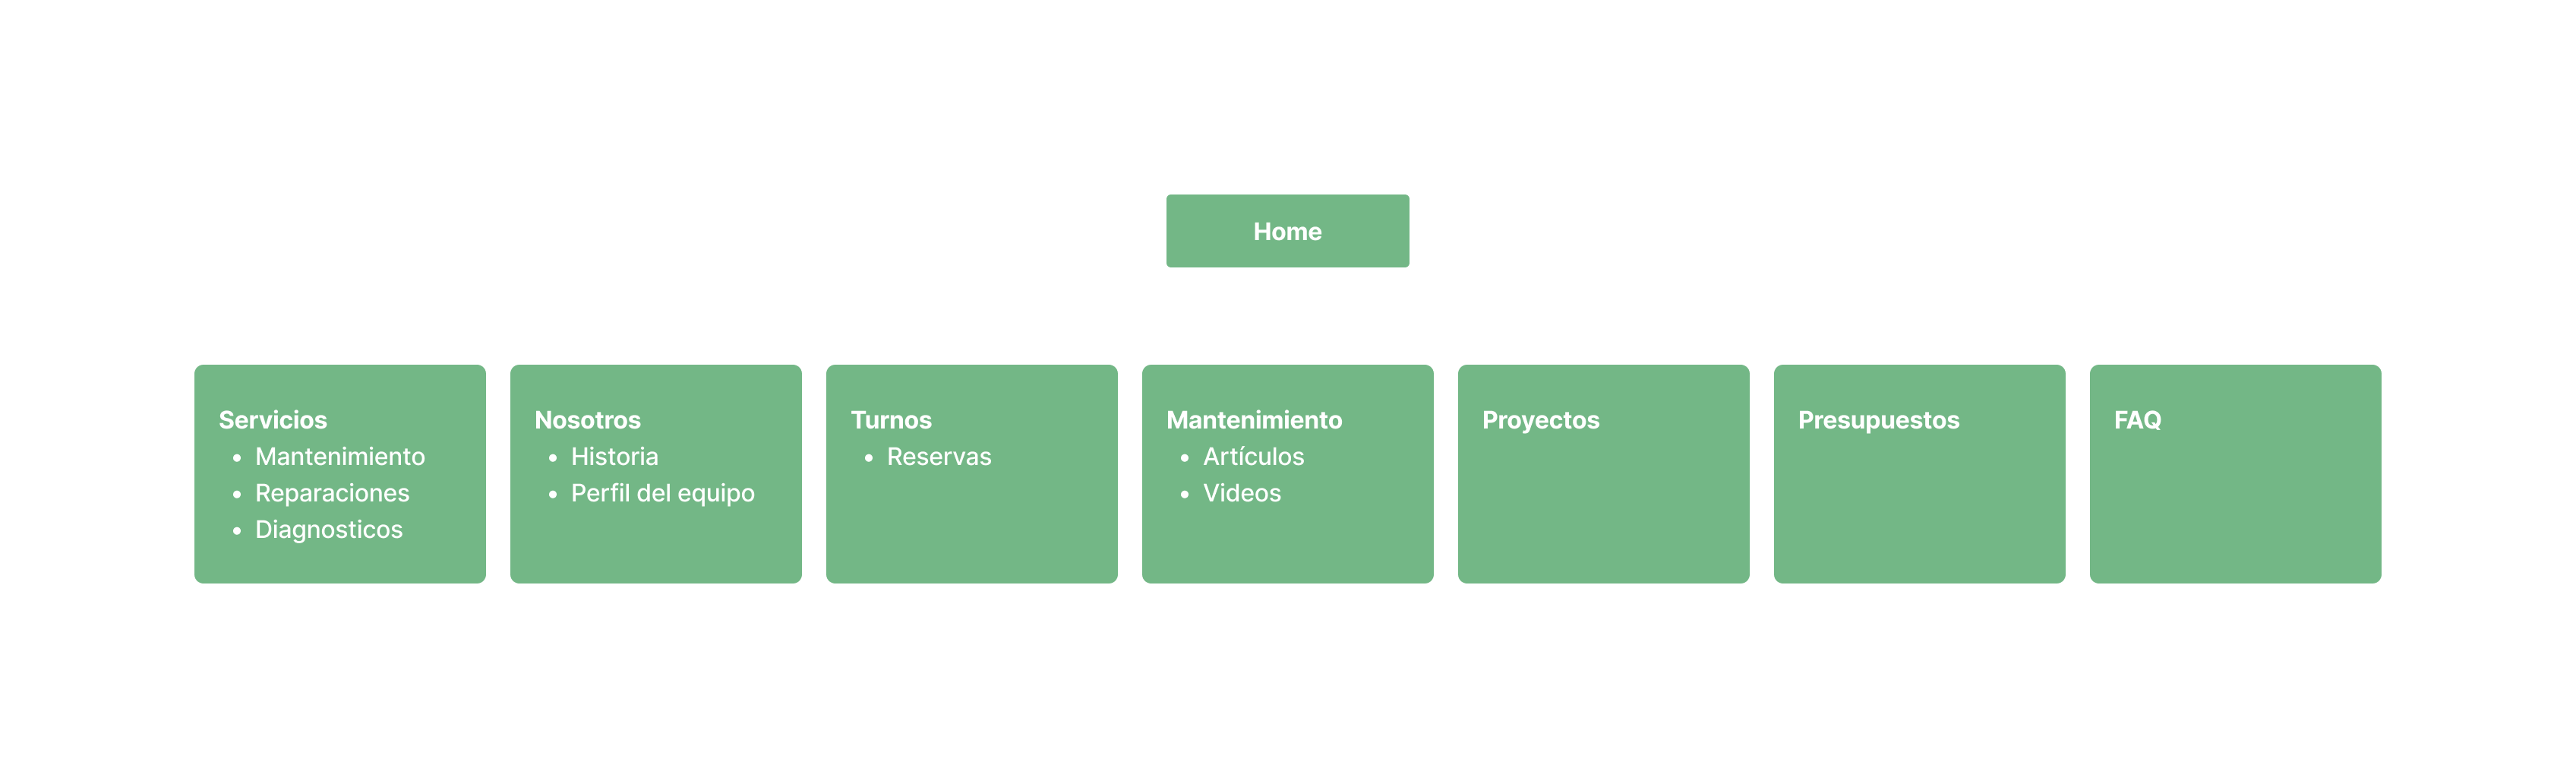 Home
Servicios
• Mantenimiento
• Reparaciones
• Diagnosticos
Nosotros
• Historia
• Perfil del equipo
Turnos
• Reservas
Mantenimiento
• Artículos
• Videos
Proyectos
Presupuestos
FAQ